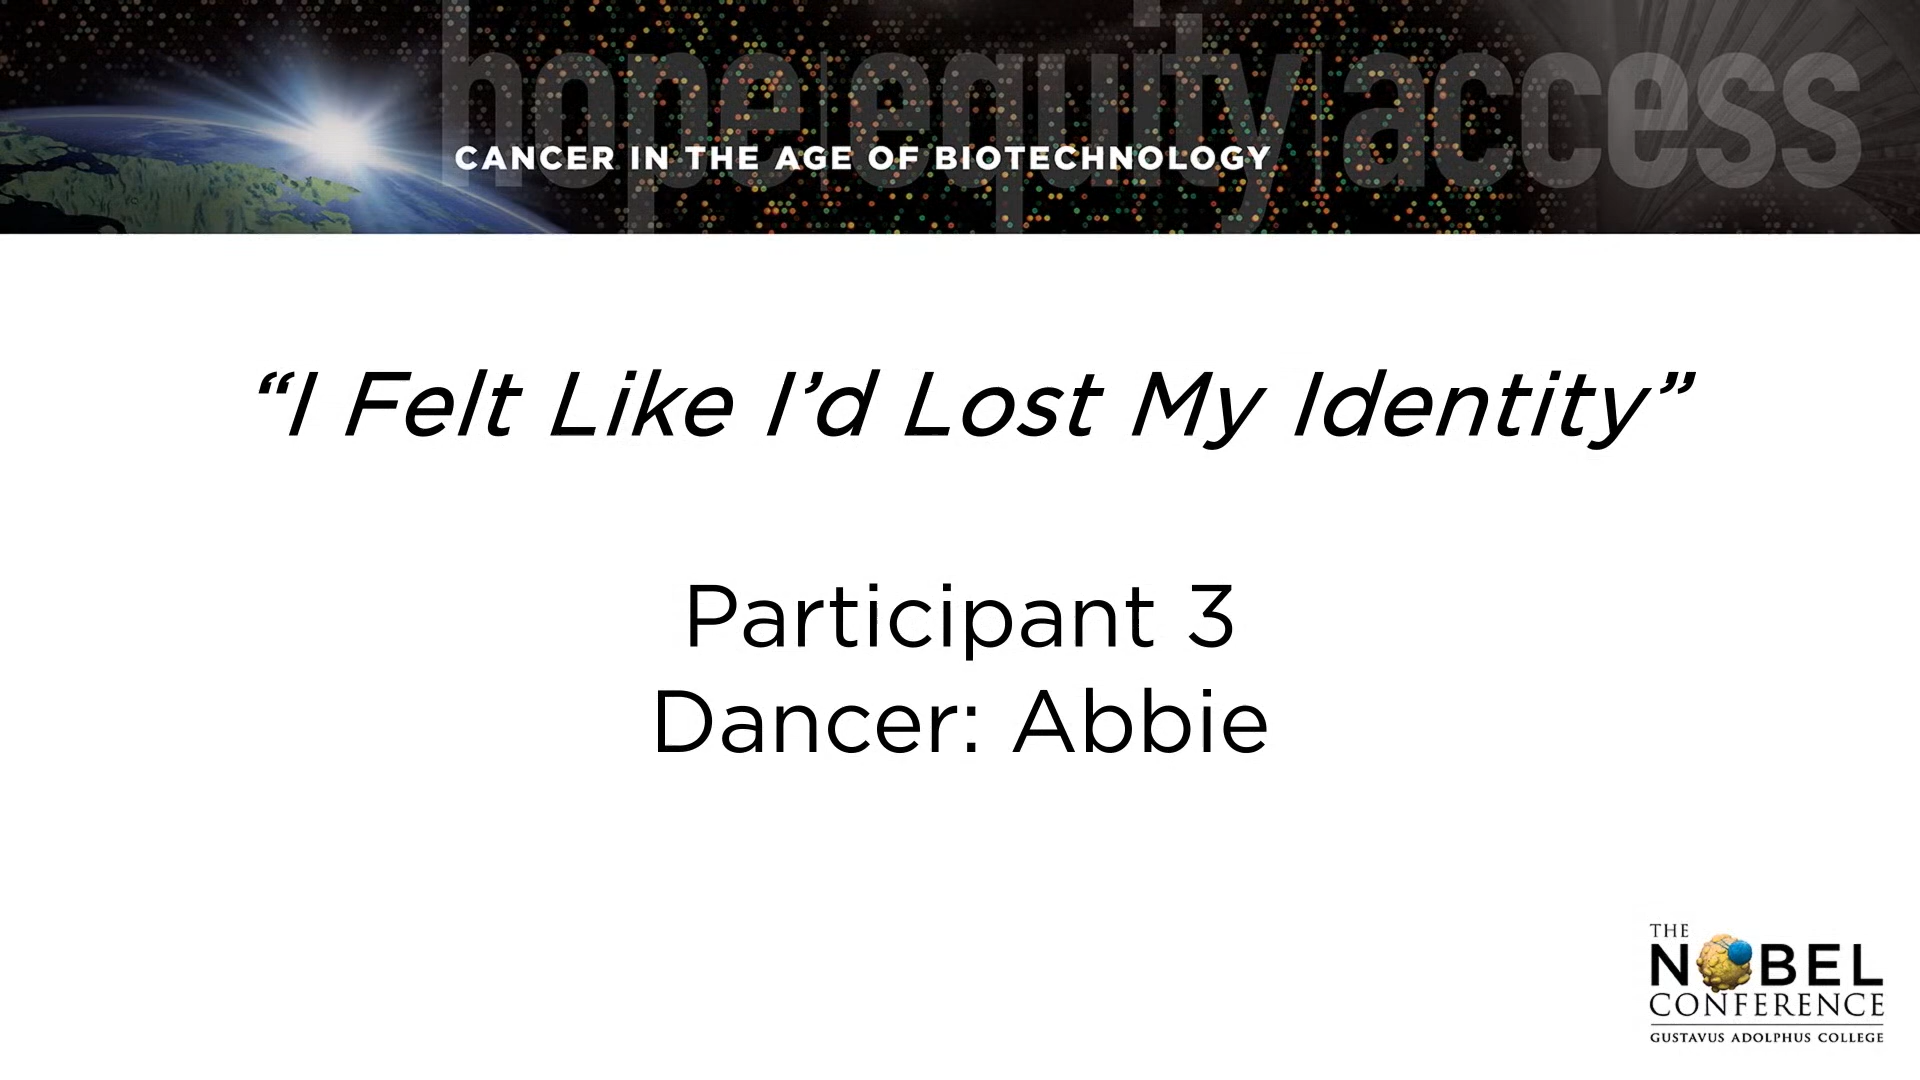 hope|equity|access
CANCER IN THE AGE OF BIOTECHNOLOGY
“I Felt Like I’d Lost My Identity”
Participant 3
Dancer: Abbie
THE
NOBEL
CONFERENCE
GUSTAVUS ADOLPHUS COLLEGE